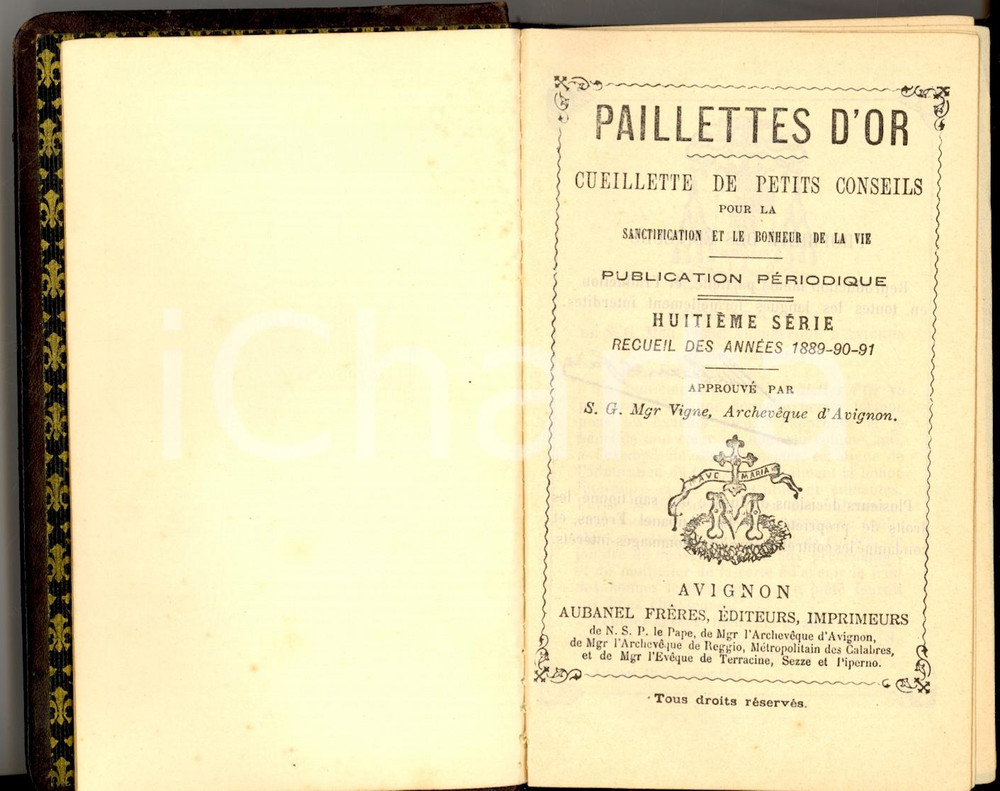 PAILLETTES D'OR
CUEILLETTE DE PETITS CONSEILS
POUR LA
SANCTIFICATION ET LE BONHEUR DE LA VIE
PUBLICATION PÉRIODIQUE
HUITIÈME SÉRIE
RECUEIL DES ANNÉES 1889-90-91
APPROUVÉ PAR
S. G. Mgr Vigne, Archevêque d'Avignon.
AVE MARIA
AVIGNON
AUBANEL FRÈRES, ÉDITEURS, IMPRIMEURS
de N. S. P. le Pape, de Mgr l'Archevêque d'Avignon,
de Mgr l'Archevêque de Reggio, Métropolitain des Calabres,
et de Mgr l'Evêque de Terracine, Sezze et Piperno.
Tous droits réservés.
iCharta